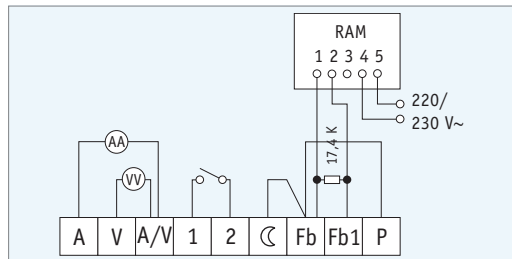 RAM
1 2 3 4 5
220/
230 V~
17,4 K
AA
VV
A V A/V 1 2 ☾ Fb Fb1 P